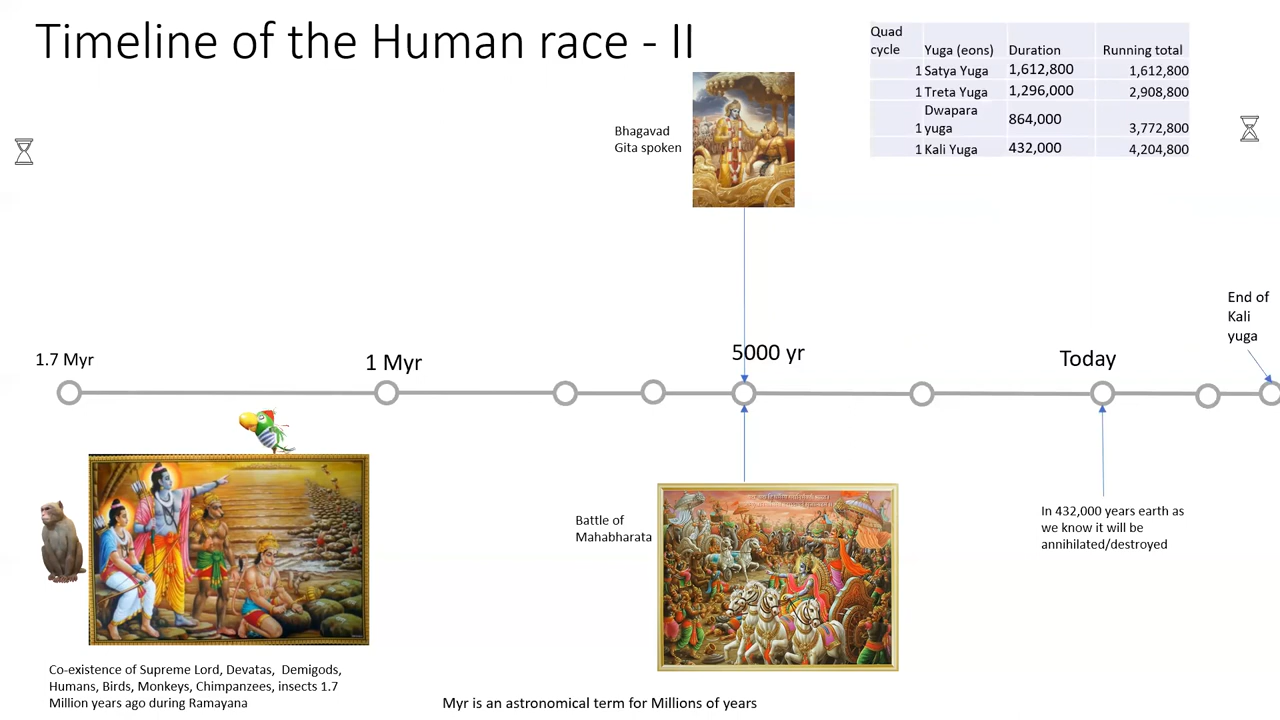 Timeline of the Human race - II
Quad
cycle Yuga (eons) Duration Running total
1 Satya Yuga 1,612,800 1,612,800
1 Treta Yuga 1,296,000 2,908,800
Dwapara
1 yuga 864,000 3,772,800
1 Kali Yuga 432,000 4,204,800
Bhagavad
Gita spoken
End of
Kali
yuga
1.7 Myr
1 Myr
5000 yr
Today
In 432,000 years earth as
we know it will be
annihilated/destroyed
Battle of
Mahabharata
Co-existence of Supreme Lord, Devatas, Demigods,
Humans, Birds, Monkeys, Chimpanzees, insects 1.7
Million years ago during Ramayana
Myr is an astronomical term for Millions of years